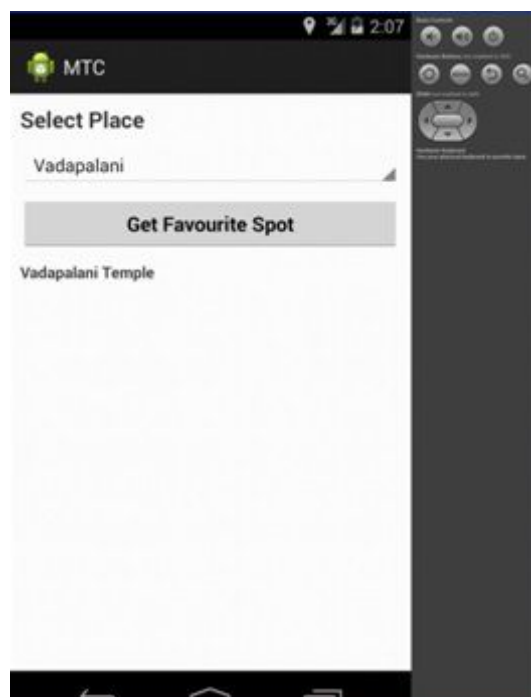 2:07
MTC
Select Place
Vadapalani
Get Favourite Spot
Vadapalani Temple